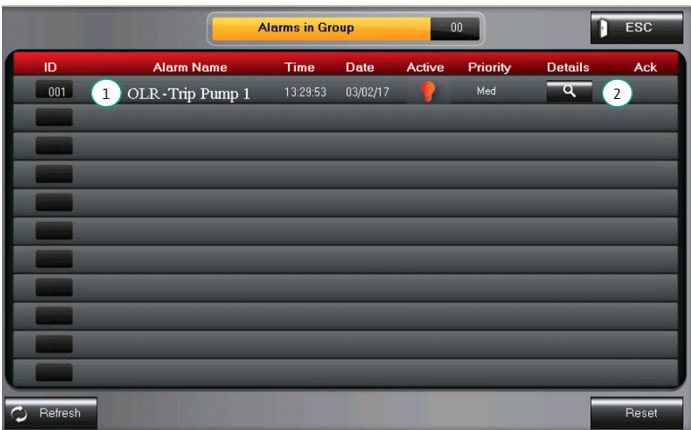 Alarms in Group 00 ESC
ID Alarm Name Time Date Active Priority Details Ack
001 1 OLR-Trip Pump 1 13:29:53 03/02/17 Med 2
Refresh Reset